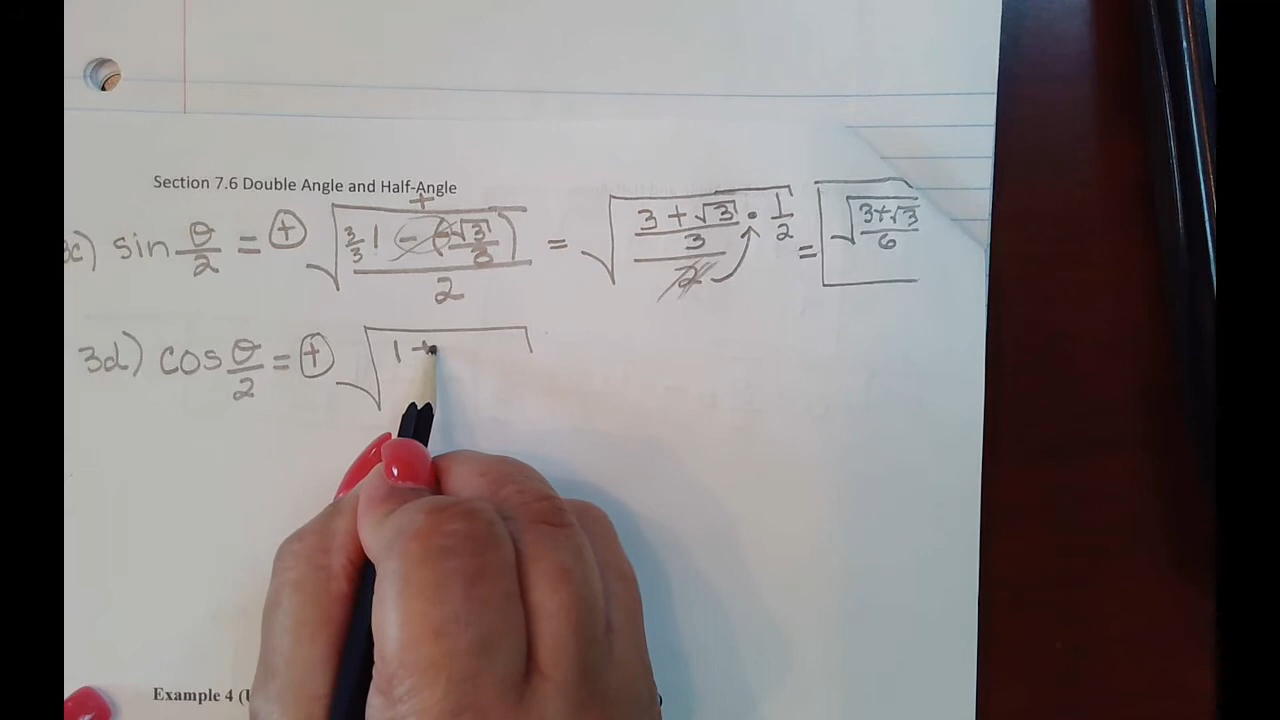 Section 7.6 Double Angle and Half-Angle
3c) sin θ/2 = ⊕ √((3/3 1 - (-√3/3))/2) + = √((3 + √3)/3 / 2 • 1/2) = √((3+√3)/6)
3d) cos θ/2 = ⊕ √(1 +
Example 4 (